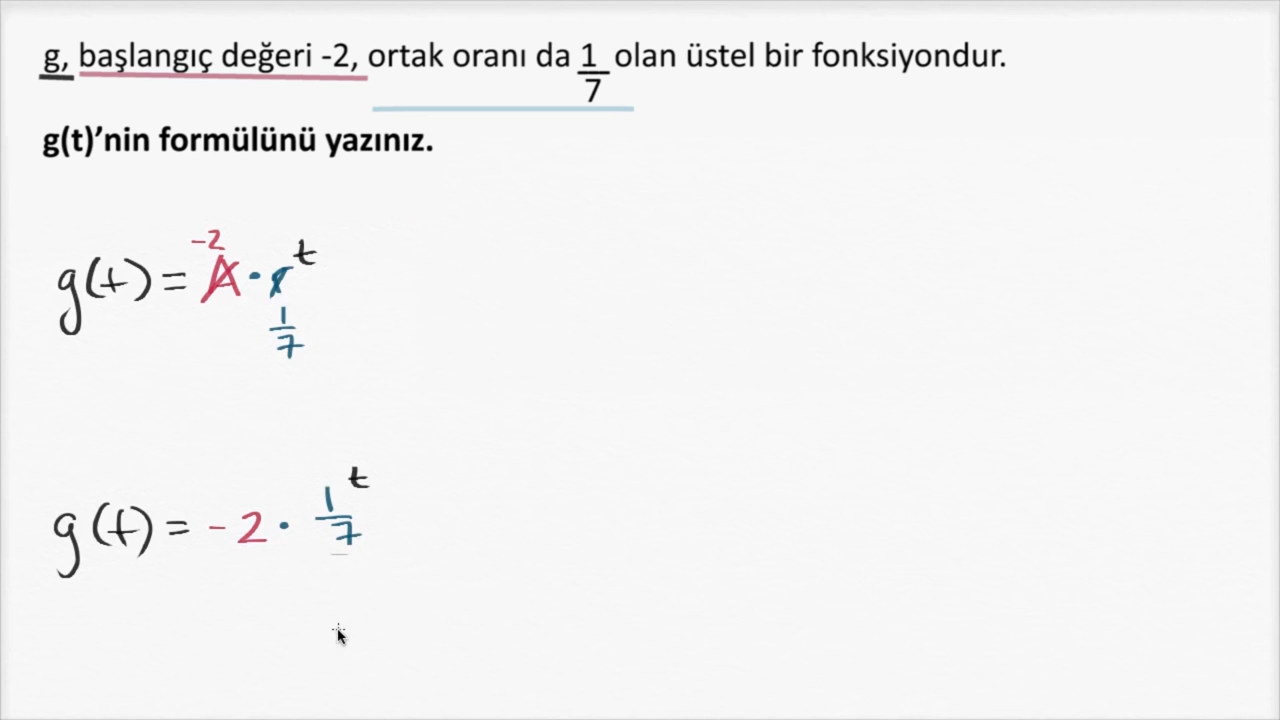 g, başlangıç değeri -2, ortak oranı da 1/7 olan üstel bir fonksiyondur.
g(t)’nin formülünü yazınız.
-2
g(t) = A · r^t
1/7
g(t) = -2 · 1/7^t